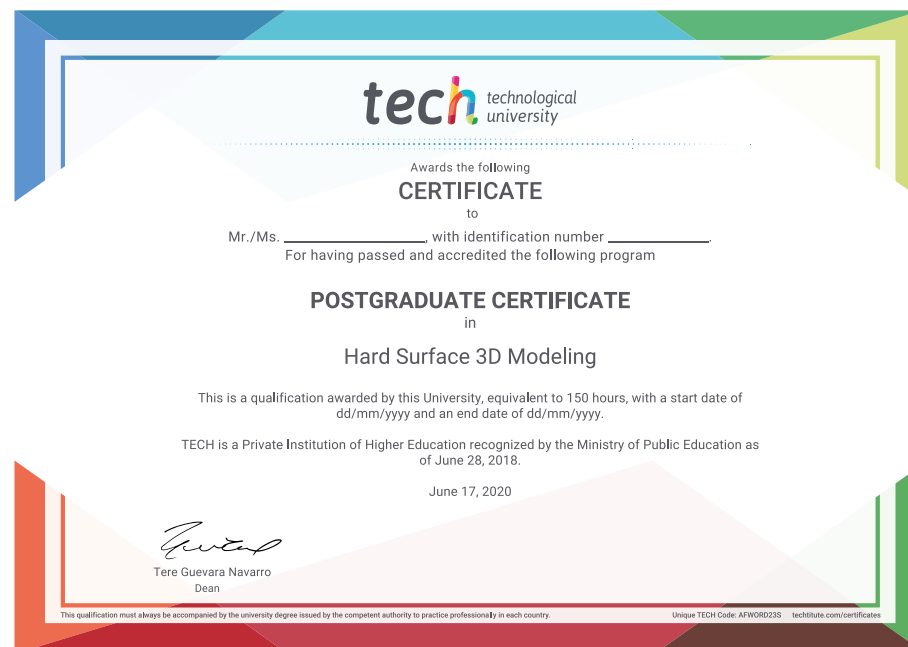 tech technological
university
Awards the following
CERTIFICATE
to
Mr./Ms. ____________, with identification number ____________.
For having passed and accredited the following program
POSTGRADUATE CERTIFICATE
in
Hard Surface 3D Modeling
This is a qualification awarded by this University, equivalent to 150 hours, with a start date of
dd/mm/yyyy and an end date of dd/mm/yyyy.
TECH is a Private Institution of Higher Education recognized by the Ministry of Public Education as
of June 28, 2018.
June 17, 2020
Tere Guevara Navarro
Dean
This qualification must always be accompanied by the university degree issued by the competent authority to practice professionally in each country. Unique TECH Code: AFWORD23S techtitute.com/certificates